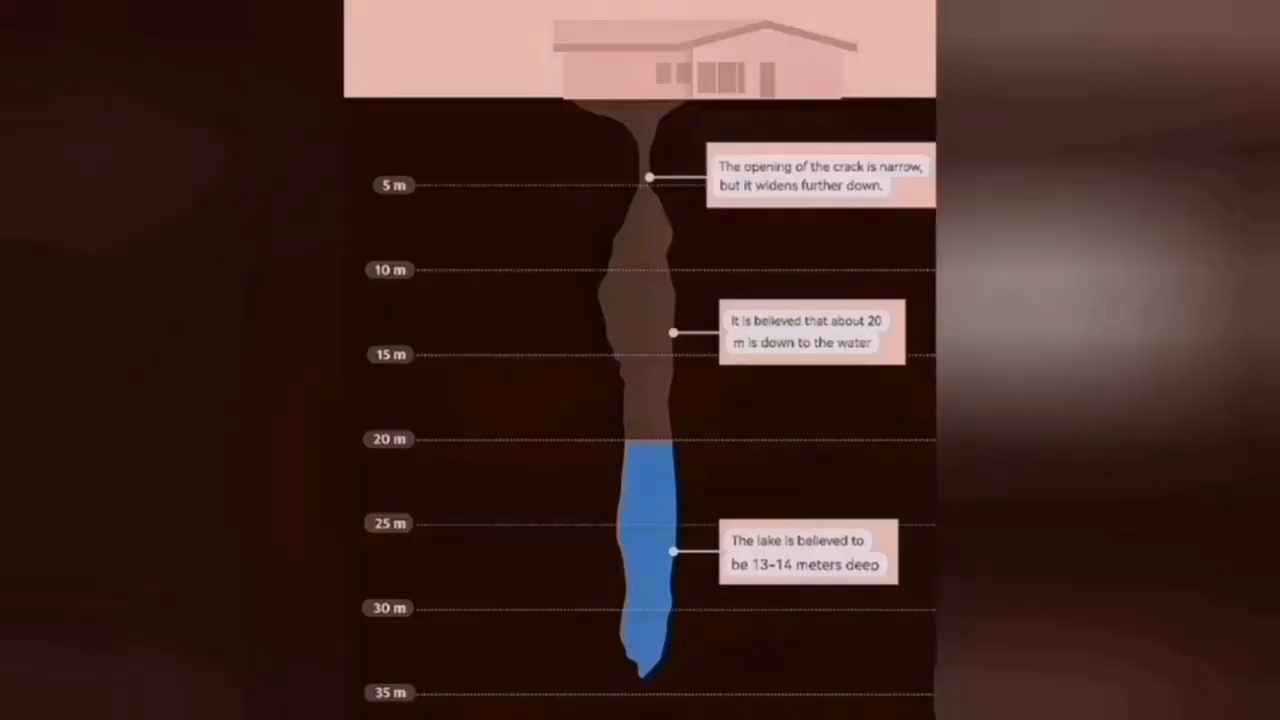 The opening of the crack is narrow,
but it widens further down.
5 m
10 m
It is believed that about 20
m is down to the water
15 m
20 m
25 m
The lake is believed to
be 13-14 meters deep
30 m
35 m